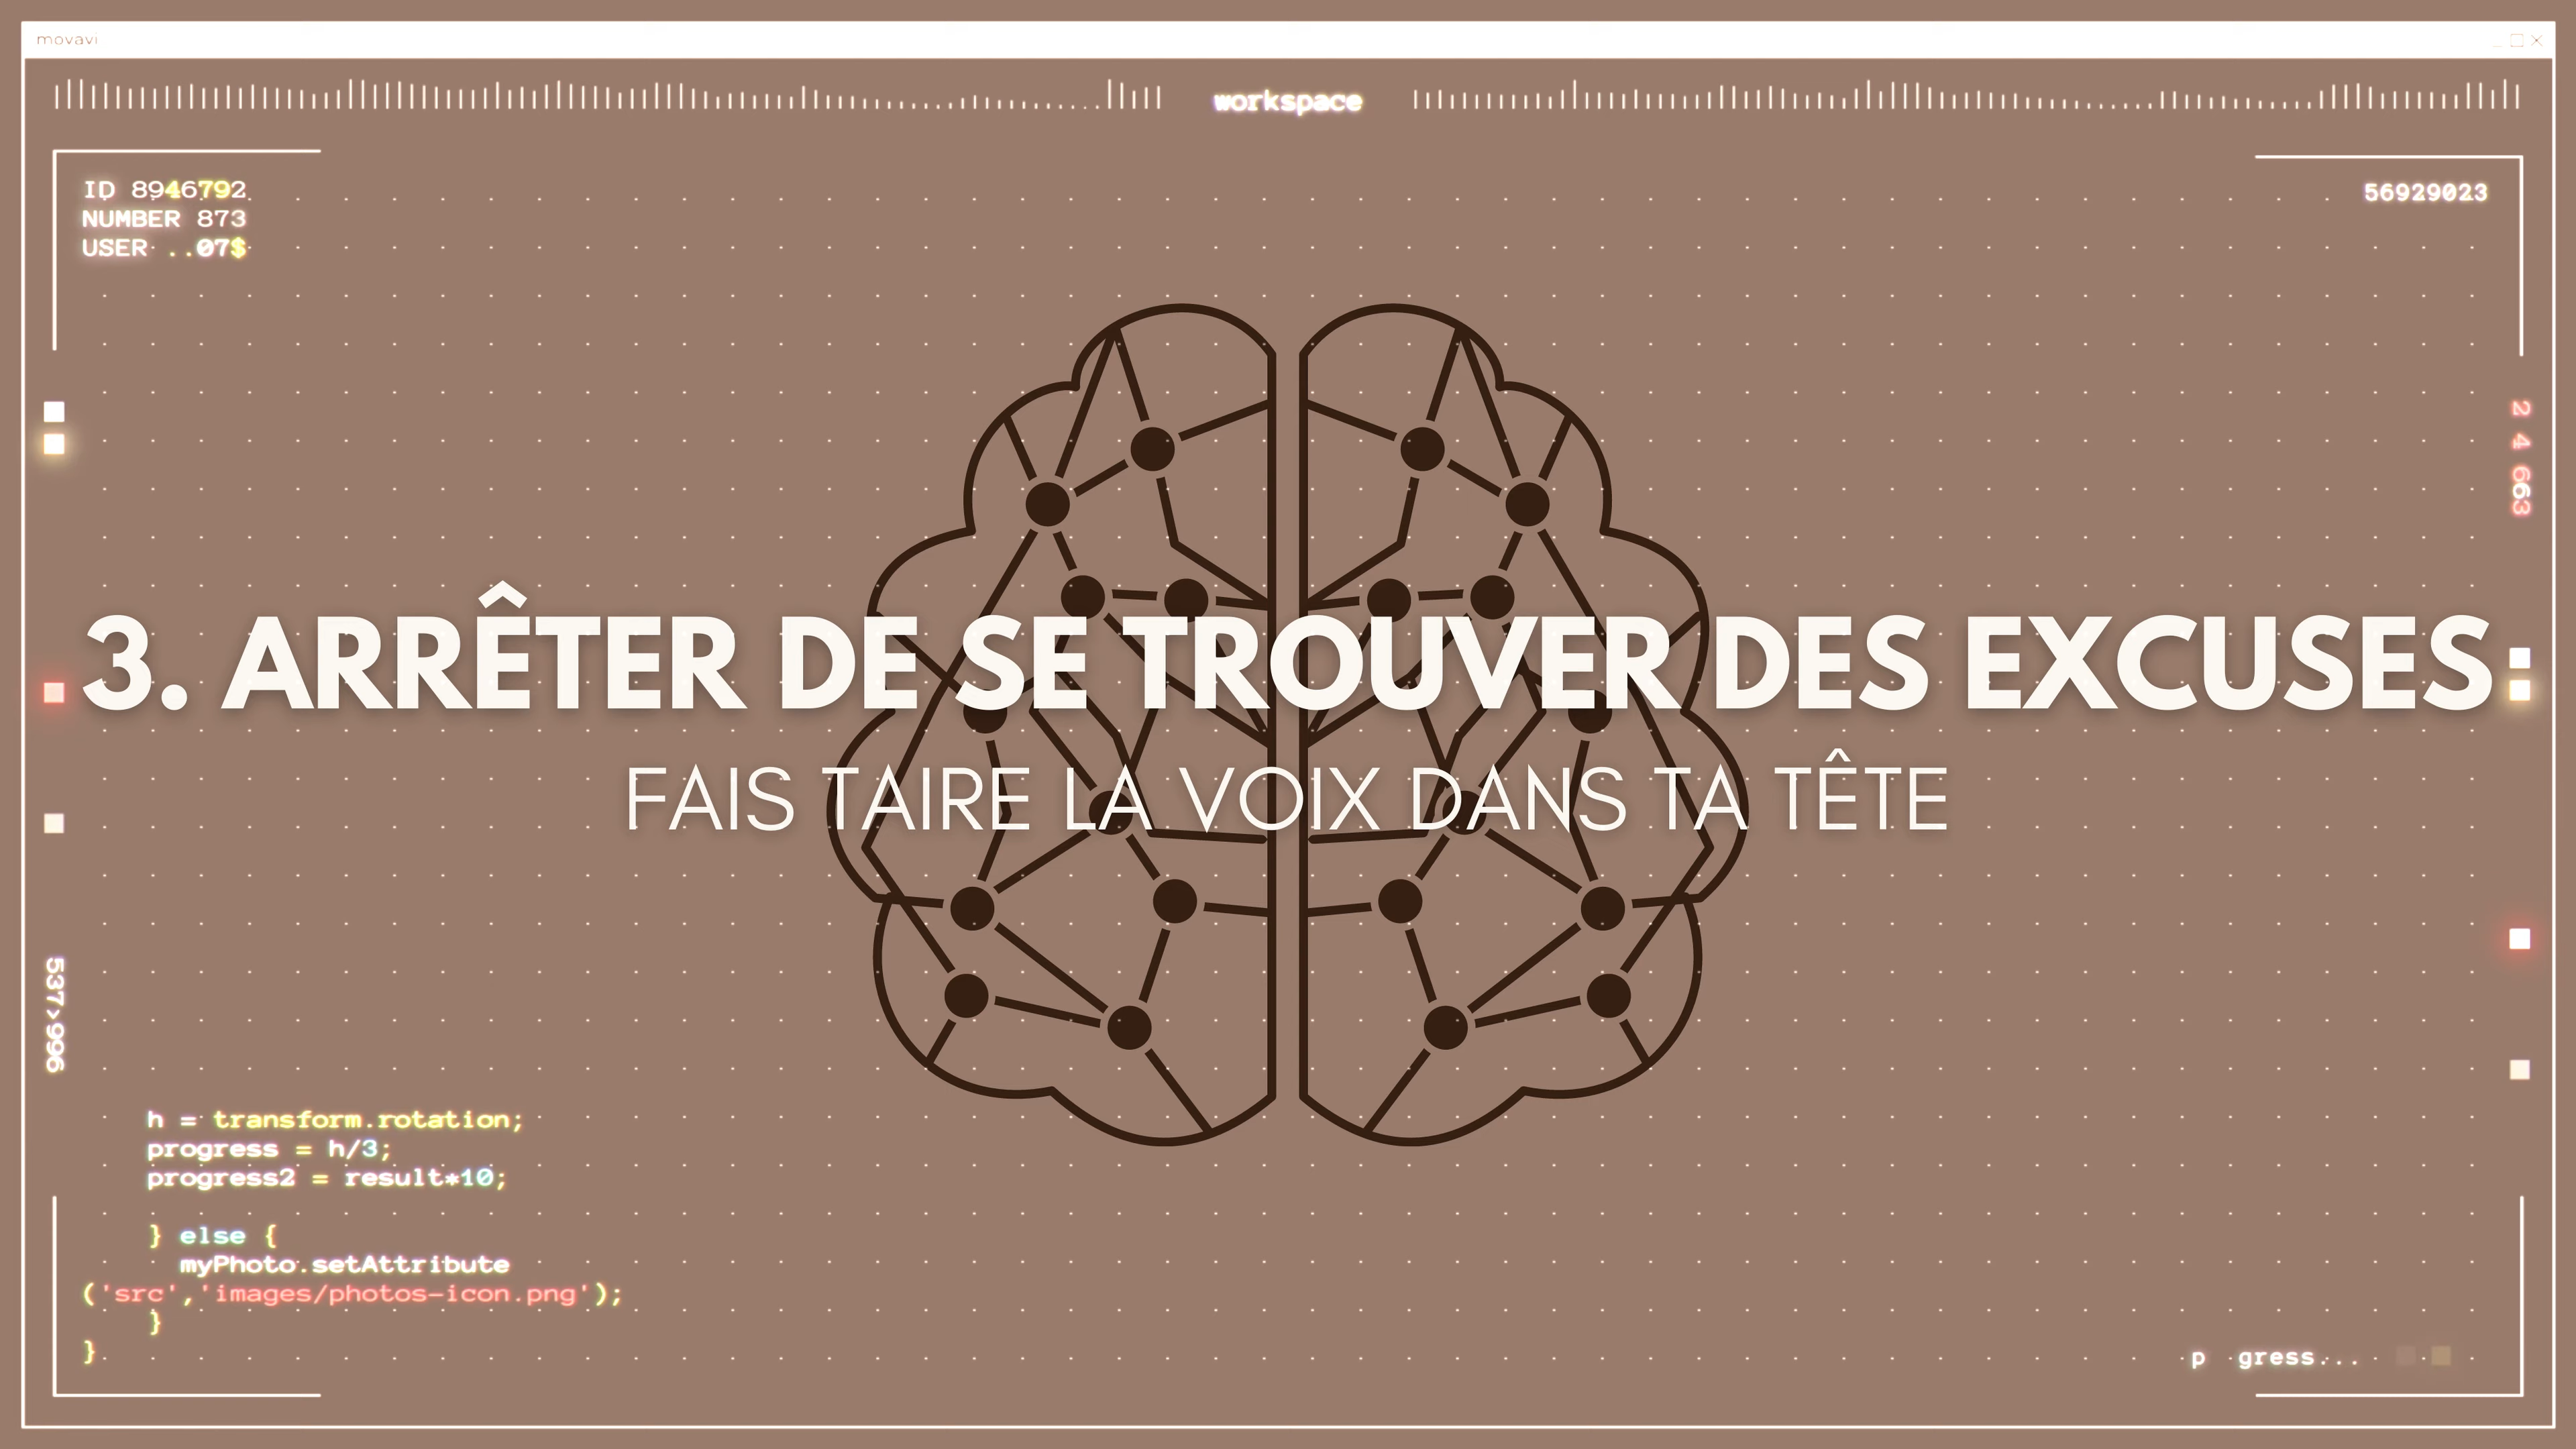 movavi
workspace
ID 8946792
NUMBER 873
USER ..07$
56929023
2 4 663
3. ARRÊTER DE SE TROUVER DES EXCUSES
FAIS TAIRE LA VOIX DANS TA TÊTE
537>996
h = transform.rotation;
progress = h/3;
progress2 = result*10;
} else {
myPhoto.setAttribute
('src','images/photos-icon.png');
}
}
p gress...